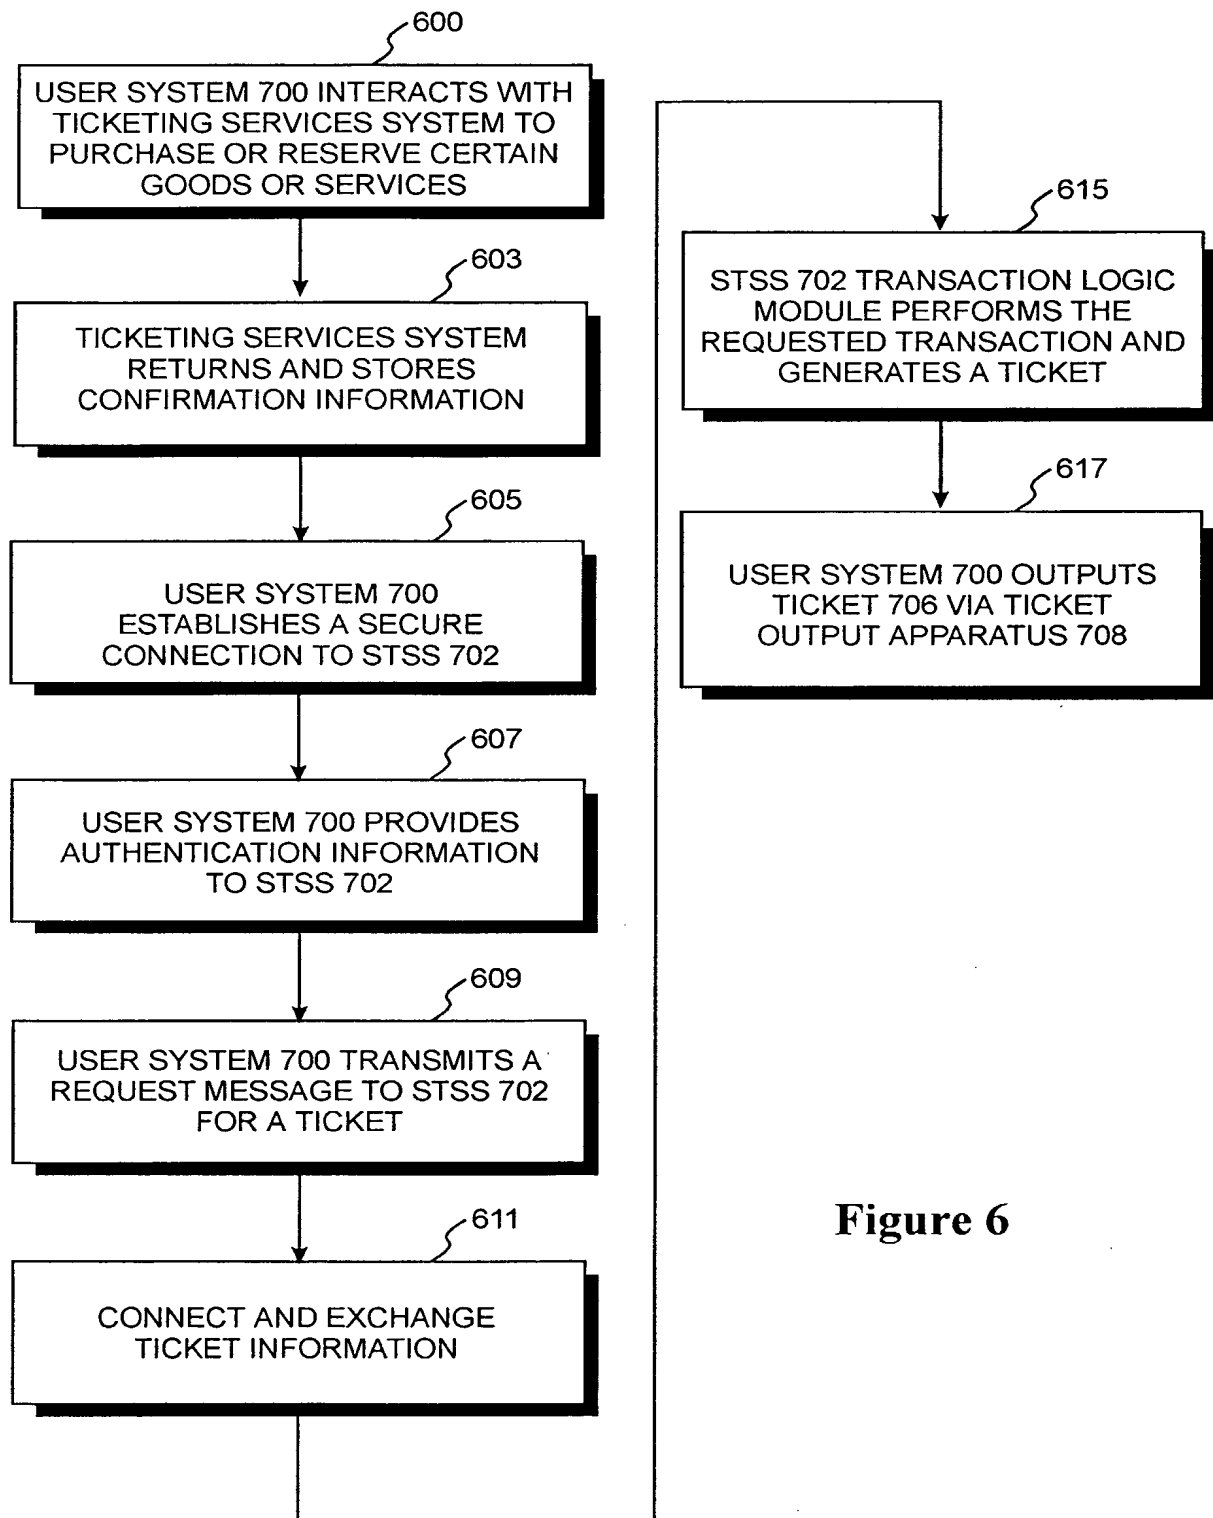 600
USER SYSTEM 700 INTERACTS WITH
TICKETING SERVICES SYSTEM TO
PURCHASE OR RESERVE CERTAIN
GOODS OR SERVICES
603
TICKETING SERVICES SYSTEM
RETURNS AND STORES
CONFIRMATION INFORMATION
605
USER SYSTEM 700
ESTABLISHES A SECURE
CONNECTION TO STSS 702
607
USER SYSTEM 700 PROVIDES
AUTHENTICATION INFORMATION
TO STSS 702
609
USER SYSTEM 700 TRANSMITS A
REQUEST MESSAGE TO STSS 702
FOR A TICKET
611
CONNECT AND EXCHANGE
TICKET INFORMATION
615
STSS 702 TRANSACTION LOGIC
MODULE PERFORMS THE
REQUESTED TRANSACTION AND
GENERATES A TICKET
617
USER SYSTEM 700 OUTPUTS
TICKET 706 VIA TICKET
OUTPUT APPARATUS 708
Figure 6